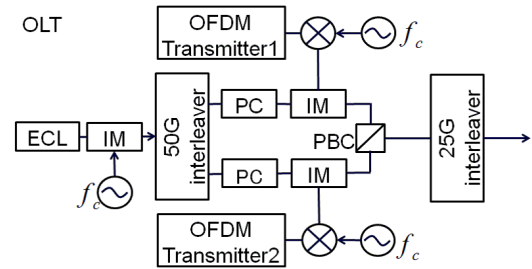 OLT
OFDM
Transmitter1
f_c
50G
interleaver
PC
IM
ECL
IM
PBC
25G
interleaver
f_c
PC
IM
OFDM
Transmitter2
f_c